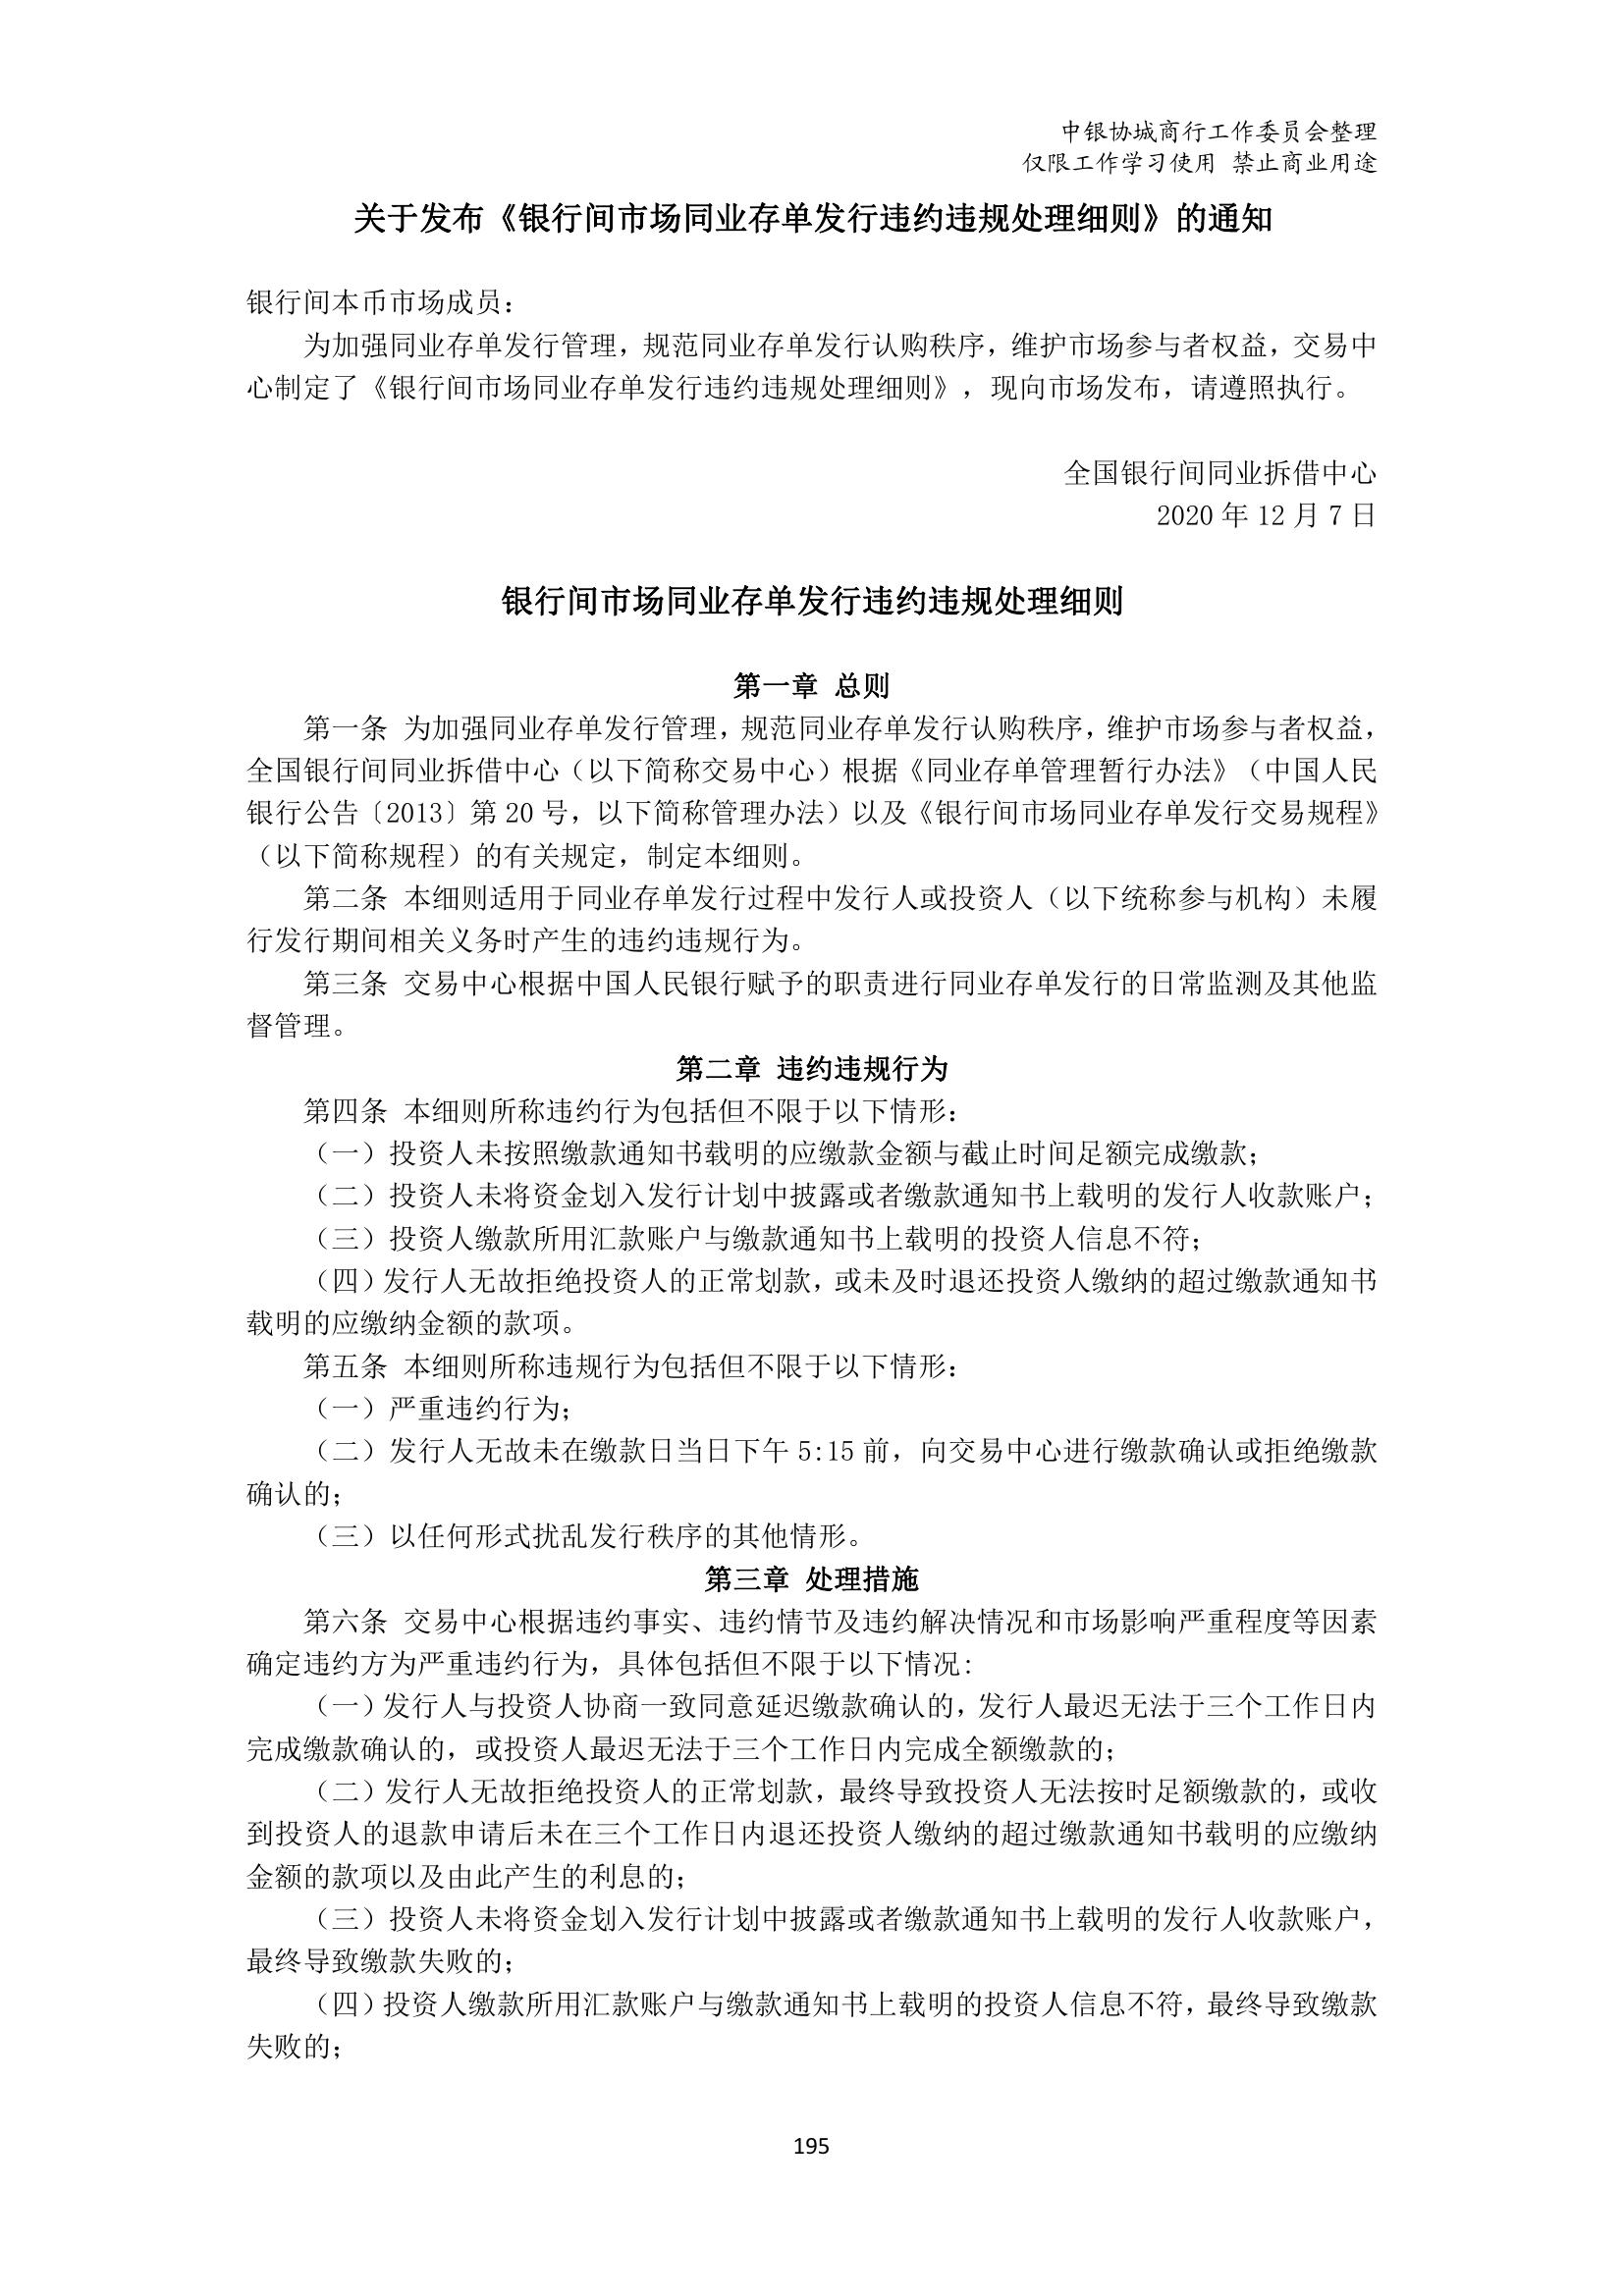 中银协城商行工作委员会整理
仅限工作学习使用 禁止商业用途
关于发布《银行间市场同业存单发行违约违规处理细则》的通知
银行间本币市场成员：
为加强同业存单发行管理，规范同业存单发行认购秩序，维护市场参与者权益，交易中
心制定了《银行间市场同业存单发行违约违规处理细则》，现向市场发布，请遵照执行。
全国银行间同业拆借中心
2020 年 12 月 7 日
银行间市场同业存单发行违约违规处理细则
第一章 总则
第一条 为加强同业存单发行管理，规范同业存单发行认购秩序，维护市场参与者权益，
全国银行间同业拆借中心（以下简称交易中心）根据《同业存单管理暂行办法》（中国人民
银行公告〔2013〕第 20 号，以下简称管理办法）以及《银行间市场同业存单发行交易规程》
（以下简称规程）的有关规定，制定本细则。
第二条 本细则适用于同业存单发行过程中发行人或投资人（以下统称参与机构）未履
行发行期间相关义务时产生的违约违规行为。
第三条 交易中心根据中国人民银行赋予的职责进行同业存单发行的日常监测及其他监
督管理。
第二章 违约违规行为
第四条 本细则所称违约行为包括但不限于以下情形：
（一）投资人未按照缴款通知书载明的应缴款金额与截止时间足额完成缴款；
（二）投资人未将资金划入发行计划中披露或者缴款通知书上载明的发行人收款账户；
（三）投资人缴款所用汇款账户与缴款通知书上载明的投资人信息不符；
（四）发行人无故拒绝投资人的正常划款，或未及时退还投资人缴纳的超过缴款通知书
载明的应缴纳金额的款项。
第五条 本细则所称违规行为包括但不限于以下情形：
（一）严重违约行为；
（二）发行人无故未在缴款日当日下午 5:15 前，向交易中心进行缴款确认或拒绝缴款
确认的；
（三）以任何形式扰乱发行秩序的其他情形。
第三章 处理措施
第六条 交易中心根据违约事实、违约情节及违约解决情况和市场影响严重程度等因素
确定违约方为严重违约行为，具体包括但不限于以下情况：
（一）发行人与投资人协商一致同意延迟缴款确认的，发行人最迟无法于三个工作日内
完成缴款确认的，或投资人最迟无法于三个工作日内完成全额缴款的；
（二）发行人无故拒绝投资人的正常划款，最终导致投资人无法按时足额缴款的，或收
到投资人的退款申请后未在三个工作日内退还投资人缴纳的超过缴款通知书载明的应缴纳
金额的款项以及由此产生的利息的；
（三）投资人未将资金划入发行计划中披露或者缴款通知书上载明的发行人收款账户，
最终导致缴款失败的；
（四）投资人缴款所用汇款账户与缴款通知书上载明的投资人信息不符，最终导致缴款
失败的；
195